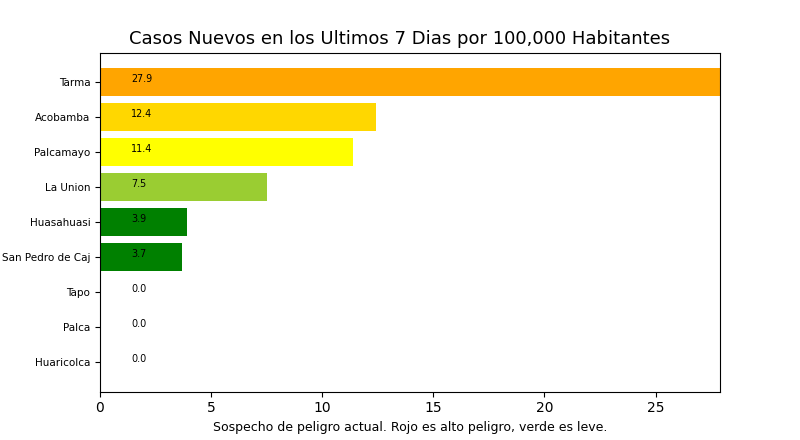 Casos Nuevos en los Ultimos 7 Dias por 100,000 Habitantes
Tarma 27.9
Acobamba 12.4
Palcamayo 11.4
La Union 7.5
Huasahuasi 3.9
San Pedro de Caj 3.7
Tapo 0.0
Palca 0.0
Huaricolca 0.0
0 5 10 15 20 25
Sospecho de peligro actual. Rojo es alto peligro, verde es leve.